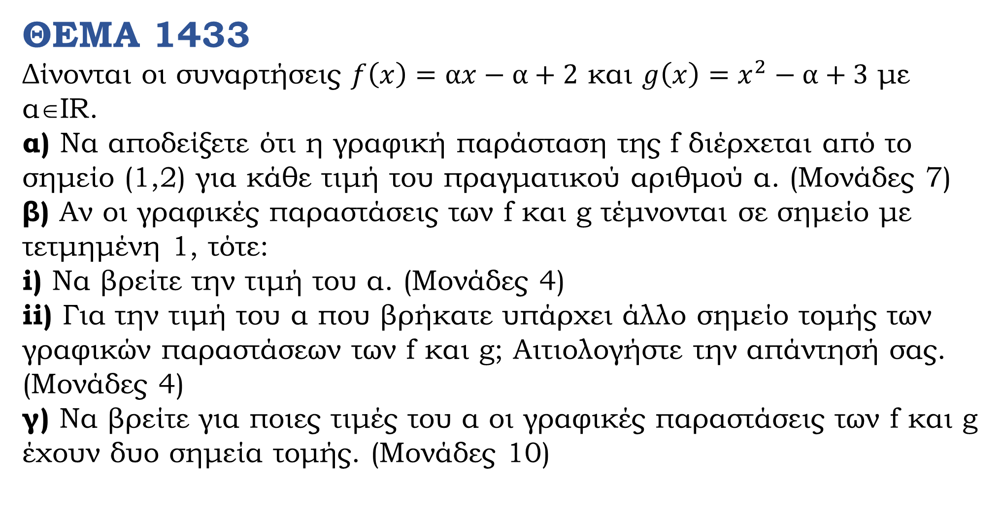 ΘΕΜΑ 1433
Δίνονται οι συναρτήσεις f(x) = αx − α + 2 και g(x) = x² − α + 3 με
α∈IR.
α) Να αποδείξετε ότι η γραφική παράσταση της f διέρχεται από το
σημείο (1,2) για κάθε τιμή του πραγματικού αριθμού α. (Μονάδες 7)
β) Αν οι γραφικές παραστάσεις των f και g τέμνονται σε σημείο με
τετμημένη 1, τότε:
i) Να βρείτε την τιμή του α. (Μονάδες 4)
ii) Για την τιμή του α που βρήκατε υπάρχει άλλο σημείο τομής των
γραφικών παραστάσεων των f και g; Αιτιολογήστε την απάντησή σας.
(Μονάδες 4)
γ) Να βρείτε για ποιες τιμές του α οι γραφικές παραστάσεις των f και g
έχουν δυο σημεία τομής. (Μονάδες 10)